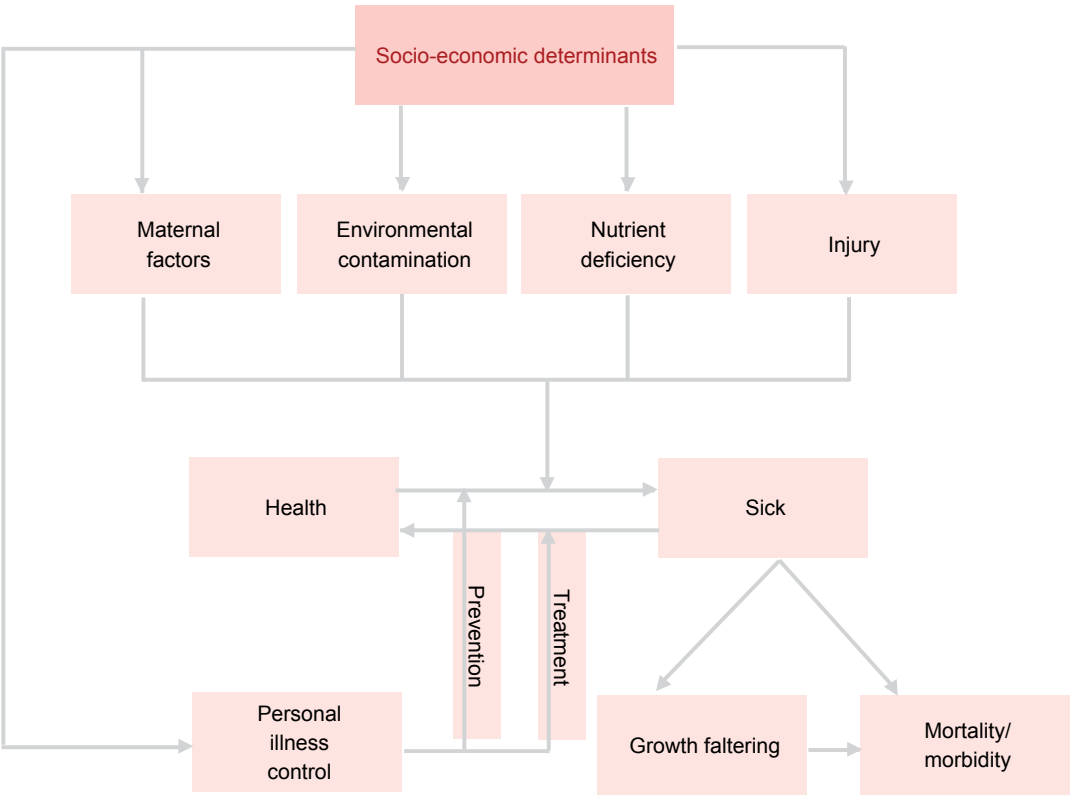 Socio-economic determinants
Maternal
factors
Environmental
contamination
Nutrient
deficiency
Injury
Health
Sick
Prevention
Treatment
Personal
illness
control
Growth faltering
Mortality/
morbidity